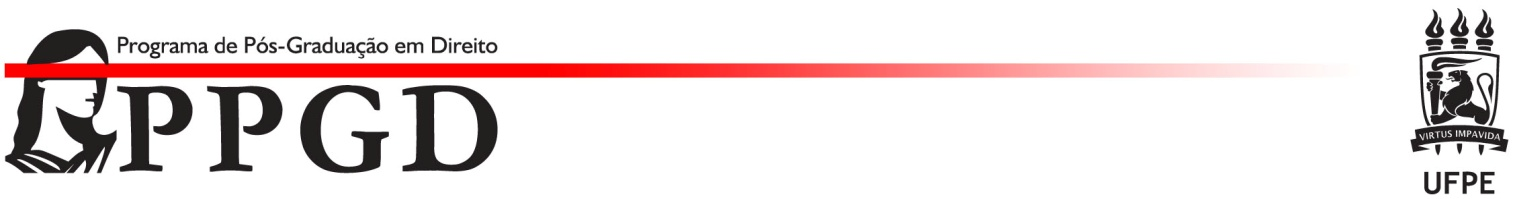 Programa de Pós-Graduação em Direito
PPGD
VIRTUS IMPAVIDA
UFPE